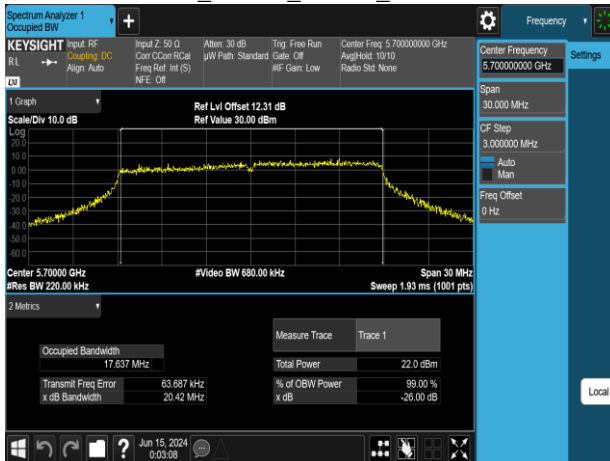 Spectrum Analyzer 1
Occupied BW
Frequency
KEYSIGHT
RL
LXI
Input: RF
Coupling: DC
Align: Auto
Input Z: 50 Ω
Corr CCorr RCal
Freq Ref: Int (S)
NFE: Off
Atten: 30 dB
µW Path: Standard
Trig: Free Run
Gate: Off
#IF Gain: Low
Center Freq: 5.700000000 GHz
Avg|Hold: 10/10
Radio Std: None
Center Frequency
5.700000000 GHz
Settings
Span
30.000 MHz
CF Step
3.000000 MHz
Auto
Man
Freq Offset
0 Hz
Local
1 Graph
Scale/Div 10.0 dB
Ref Lvl Offset 12.31 dB
Ref Value 30.00 dBm
Log
20.0
10.0
0.00
-10.0
-20.0
-30.0
-40.0
-50.0
-60.0
Center 5.70000 GHz
#Res BW 220.00 kHz
#Video BW 680.00 kHz
Span 30 MHz
Sweep 1.93 ms (1001 pts)
2 Metrics
Measure Trace
Trace 1
Occupied Bandwidth
17.637 MHz
Total Power
22.0 dBm
Transmit Freq Error
63.687 kHz
% of OBW Power
99.00 %
x dB Bandwidth
20.42 MHz
x dB
-26.00 dB
Jun 15, 2024
0:03:08